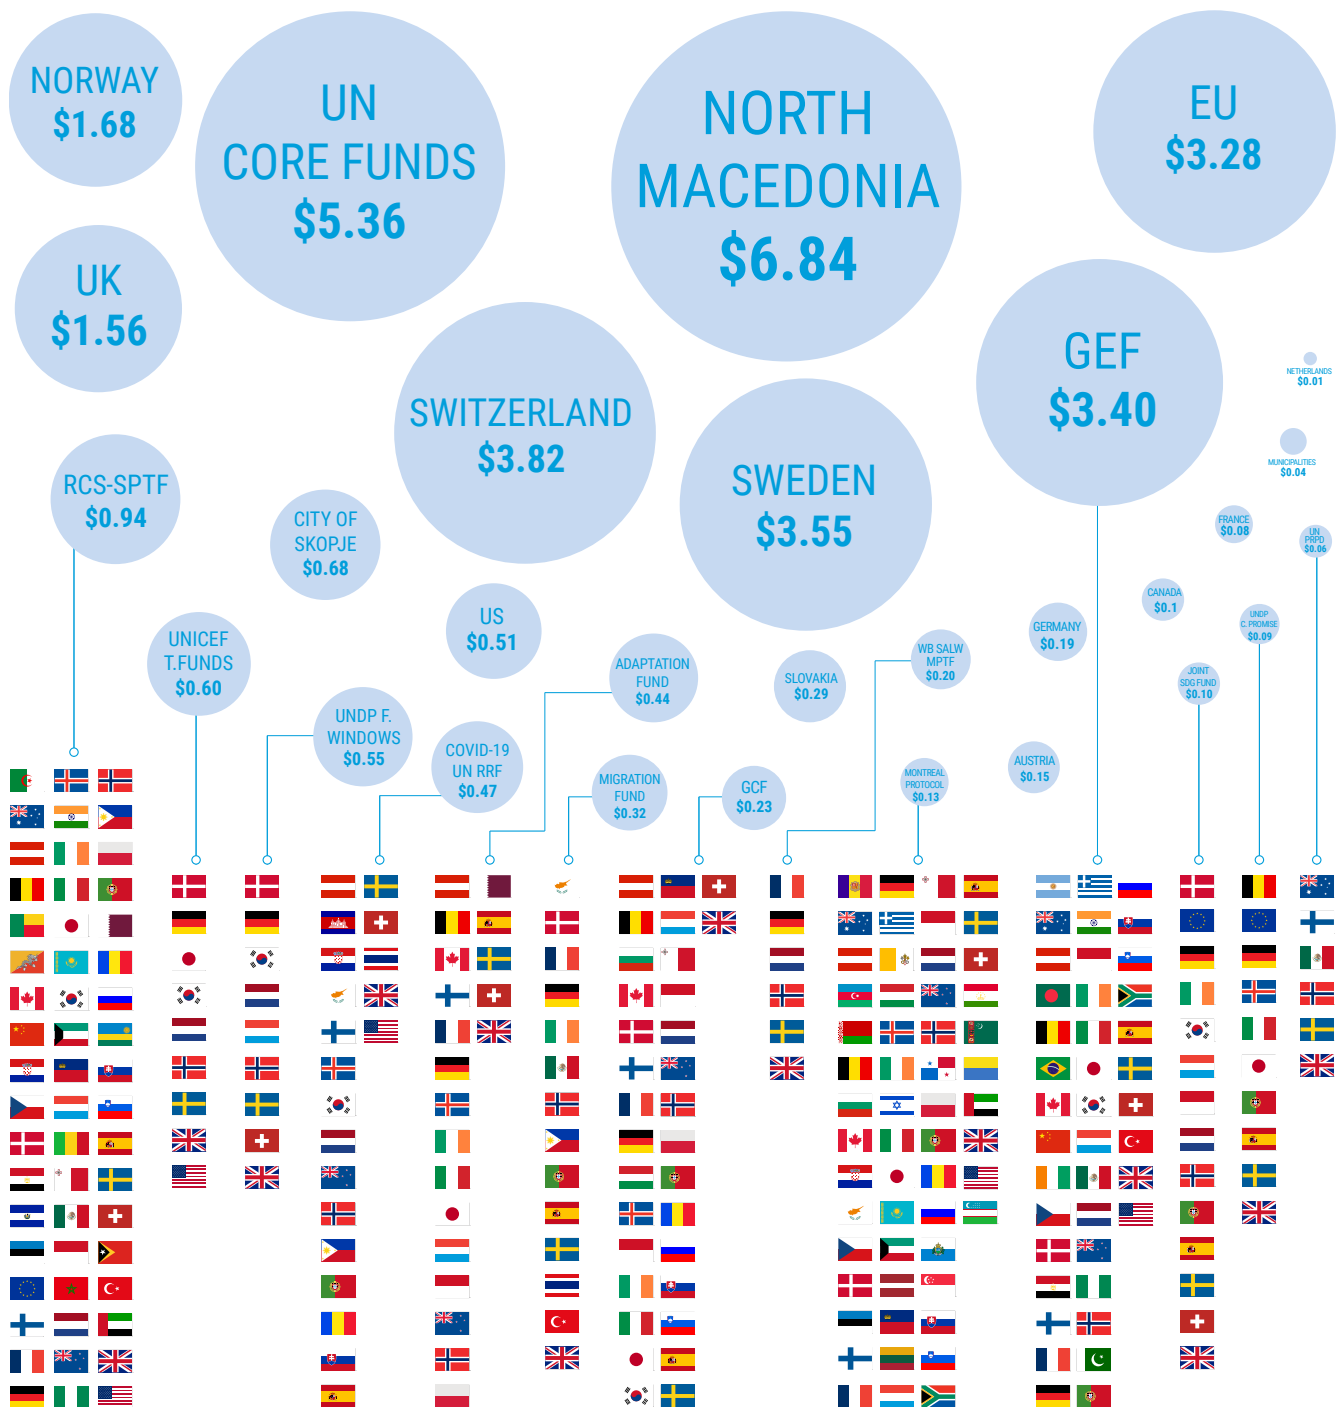 NORWAY
$1.68
UN
CORE FUNDS
$5.36
NORTH
MACEDONIA
$6.84
EU
$3.28
UK
$1.56
SWITZERLAND
$3.82
SWEDEN
$3.55
GEF
$3.40
NETHERLANDS
$0.01
MUNICIPALITIES
$0.04
RCS-SPTF
$0.94
CITY OF
SKOPJE
$0.68
FRANCE
$0.08
UN
PRPD
$0.06
UNICEF
T.FUNDS
$0.60
US
$0.51
ADAPTATION
FUND
$0.44
SLOVAKIA
$0.29
WB SALW
MPTF
$0.20
GERMANY
$0.19
CANADA
$0.1
UNDP
C. PROMISE
$0.09
JOINT
SDG FUND
$0.10
UNDP F.
WINDOWS
$0.55
COVID-19
UN RRF
$0.47
MIGRATION
FUND
$0.32
GCF
$0.23
MONTREAL
PROTOCOL
$0.13
AUSTRIA
$0.15